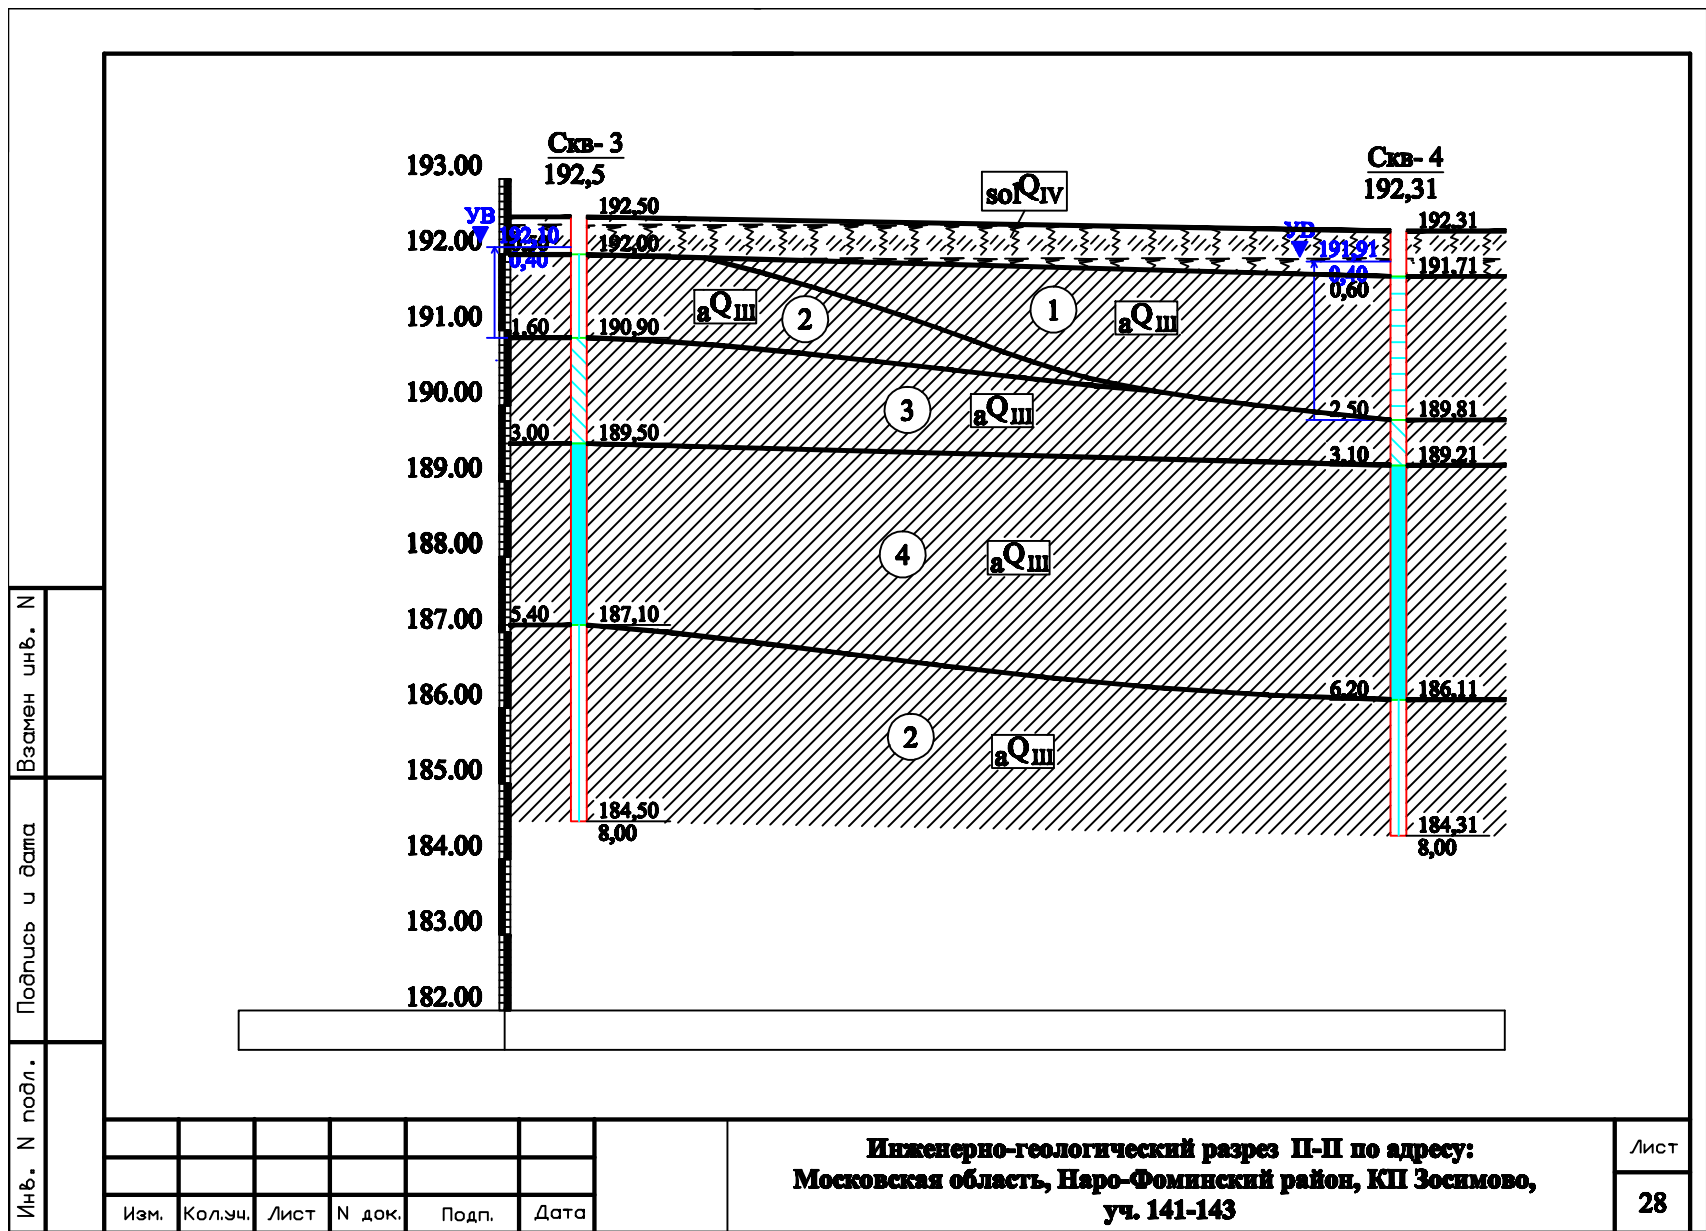 Скв- 3
192,5
Скв- 4
192,31
solQIV
193.00
192.00
191.00
190.00
189.00
188.00
187.00
186.00
185.00
184.00
183.00
182.00
УВ
192,10
0,40
1,60
3,00
5,40
192,50
192,00
190,90
189,50
187,10
184,50
8,00
aQIII
2
1
aQIII
3
aQIII
4
aQIII
2
aQIII
УВ
191,91
0,40
0,60
2,50
3,10
6,20
192,31
191,71
189,81
189,21
186,11
184,31
8,00
Взамен инв. N
Подпись и дата
Инв. N подл.
Изм.
Кол.уч.
Лист
N док.
Подп.
Дата
Инженерно-геологический разрез II-II по адресу:
Московская область, Наро-Фоминский район, КП Зосимово,
уч. 141-143
Лист
28